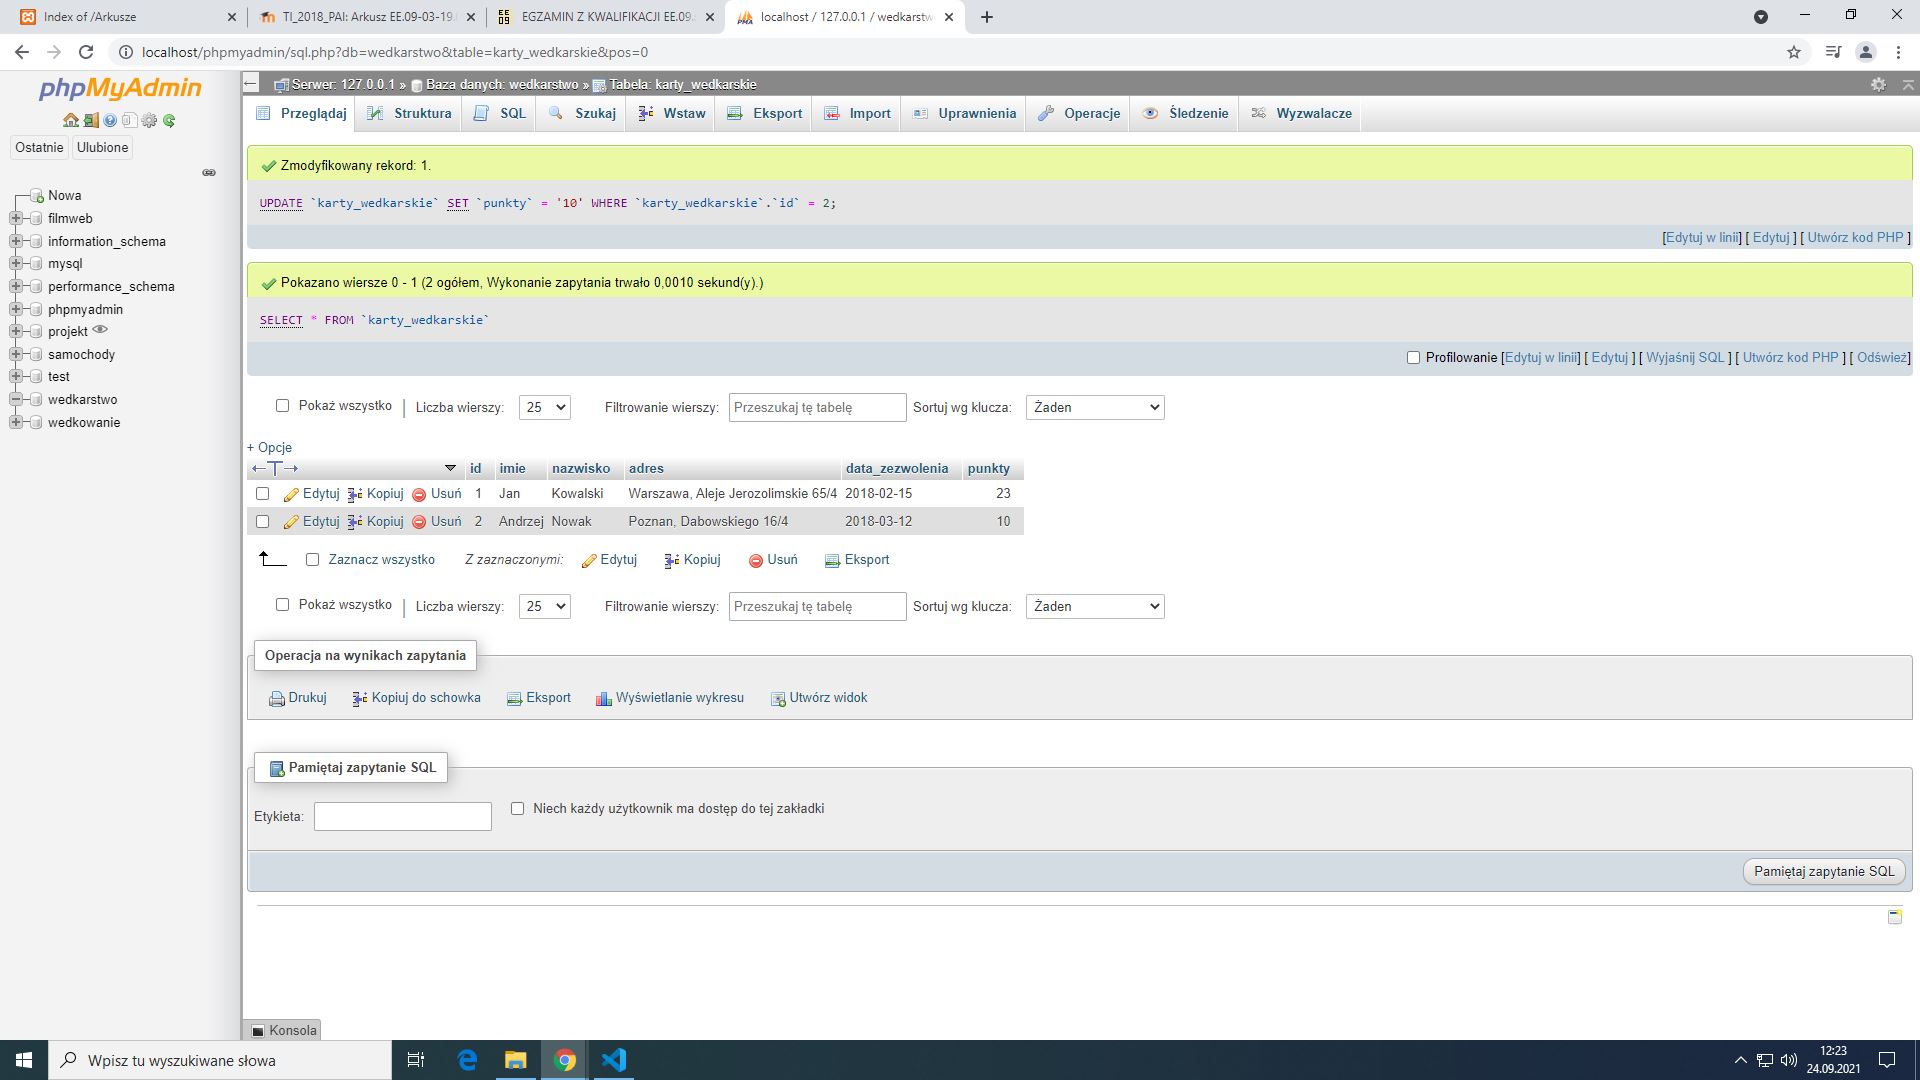 Index of /Arkusze
TI_2018_PAI: Arkusz EE.09-03-19.0
EGZAMIN Z KWALIFIKACJI EE.09
localhost / 127.0.0.1 / wedkarstwo
localhost/phpmyadmin/sql.php?db=wedkarstwo&table=karty_wedkarskie&pos=0
phpMyAdmin
Ostatnie Ulubione
Nowa
filmweb
information_schema
mysql
performance_schema
phpmyadmin
projekt
samochody
test
wedkarstwo
wedkowanie
Serwer: 127.0.0.1 » Baza danych: wedkarstwo » Tabela: karty_wedkarskie
Przeglądaj Struktura SQL Szukaj Wstaw Eksport Import Uprawnienia Operacje Śledzenie Wyzwalacze
Zmodyfikowany rekord: 1.
UPDATE `karty_wedkarskie` SET `punkty` = '10' WHERE `karty_wedkarskie`.`id` = 2;
[Edytuj w linii] [ Edytuj ] [ Utwórz kod PHP ]
Pokazano wiersze 0 - 1 (2 ogółem, Wykonanie zapytania trwało 0,0010 sekund(y).)
SELECT * FROM `karty_wedkarskie`
Profilowanie [Edytuj w linii] [ Edytuj ] [ Wyjaśnij SQL ] [ Utwórz kod PHP ] [ Odśwież]
Pokaż wszystko | Liczba wierszy: 25 Filtrowanie wierszy: Przeszukaj tę tabelę Sortuj wg klucza: Żaden
+ Opcje
←T→ id imie nazwisko adres data_zezwolenia punkty
Edytuj Kopiuj Usuń 1 Jan Kowalski Warszawa, Aleje Jerozolimskie 65/4 2018-02-15 23
Edytuj Kopiuj Usuń 2 Andrzej Nowak Poznan, Dabowskiego 16/4 2018-03-12 10
Zaznacz wszystko Z zaznaczonymi: Edytuj Kopiuj Usuń Eksport
Pokaż wszystko | Liczba wierszy: 25 Filtrowanie wierszy: Przeszukaj tę tabelę Sortuj wg klucza: Żaden
Operacja na wynikach zapytania
Drukuj Kopiuj do schowka Eksport Wyświetlanie wykresu Utwórz widok
Pamiętaj zapytanie SQL
Etykieta: Niech każdy użytkownik ma dostęp do tej zakładki
Pamiętaj zapytanie SQL
Konsola
Wpisz tu wyszukiwane słowa
12:23
24.09.2021